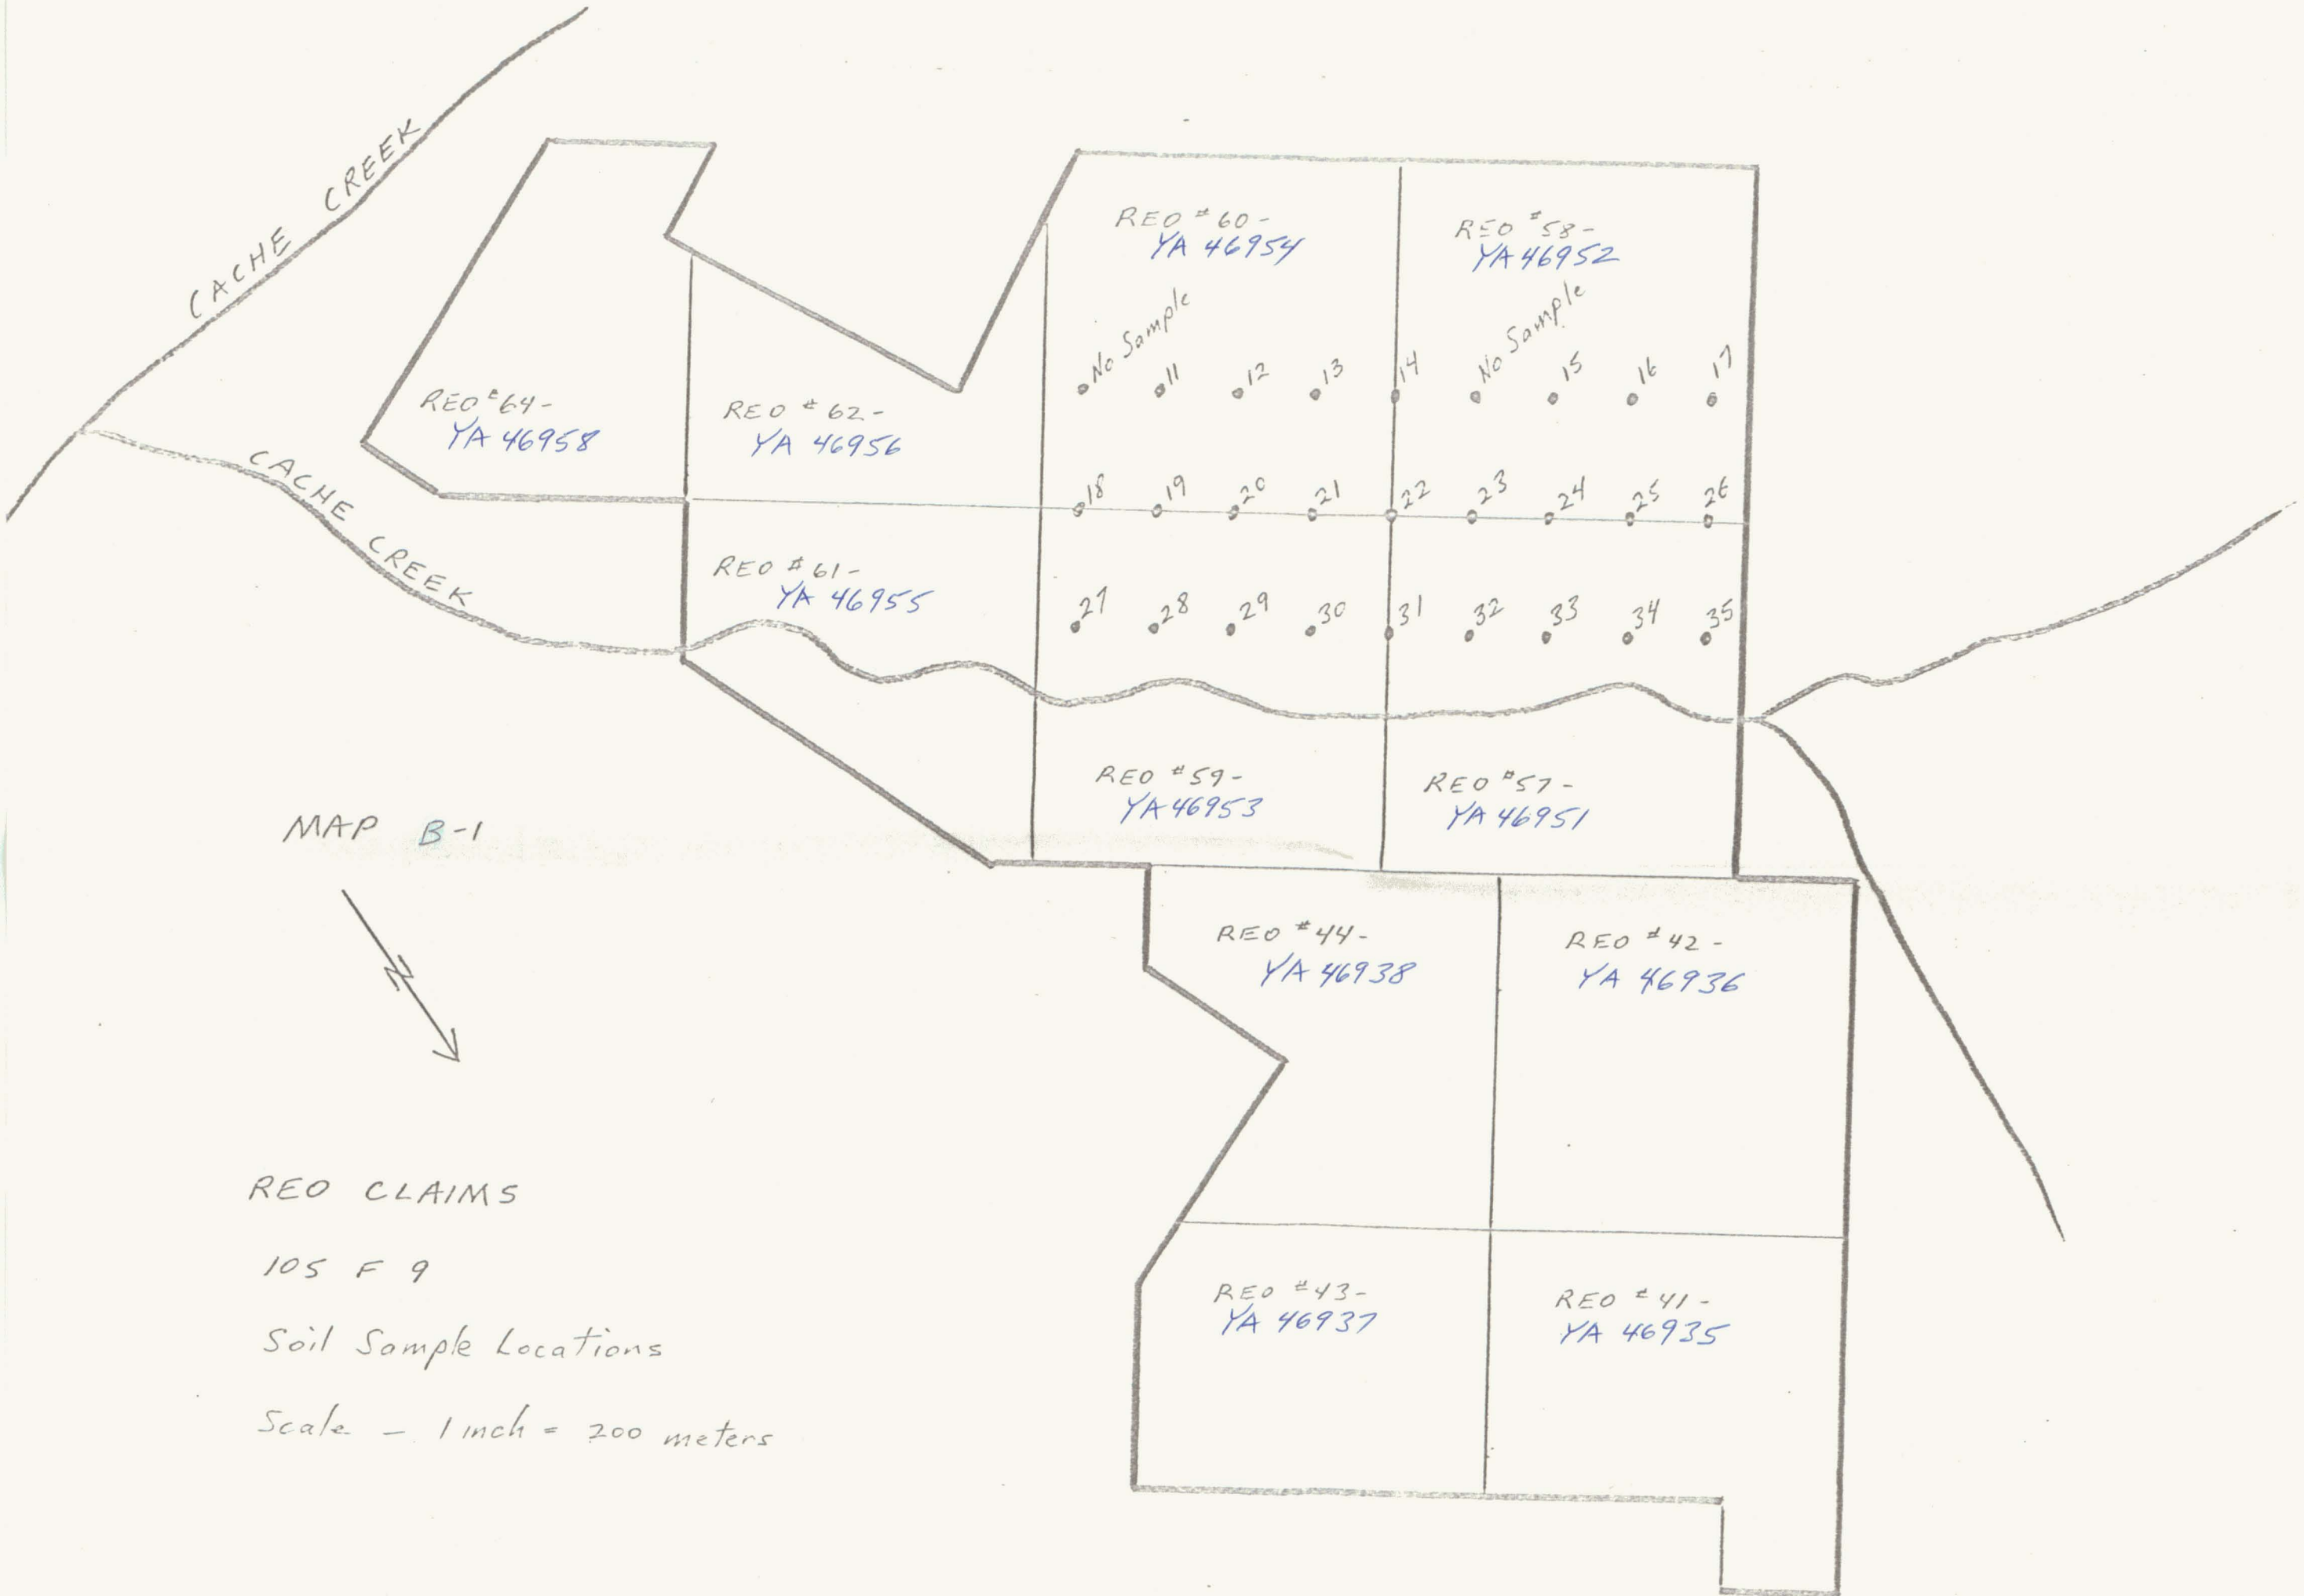 CACHE CREEK
REO #60-
YA 46954
REO #58-
YA 46952
No Sample
11
12
13
14
No Sample
15
16
17
REO #64-
YA 46958
REO #62-
YA 46956
CACHE CREEK
18
19
20
21
22
23
24
25
26
REO #61-
YA 46955
27
28
29
30
31
32
33
34
35
REO #59-
YA 46953
REO #57-
YA 46951
MAP B-1
N
REO #44-
YA 46938
REO #42-
YA 46936
REO CLAIMS
105 F 9
Soil Sample Locations
Scale - 1 inch = 200 meters
REO #43-
YA 46937
REO #41-
YA 46935